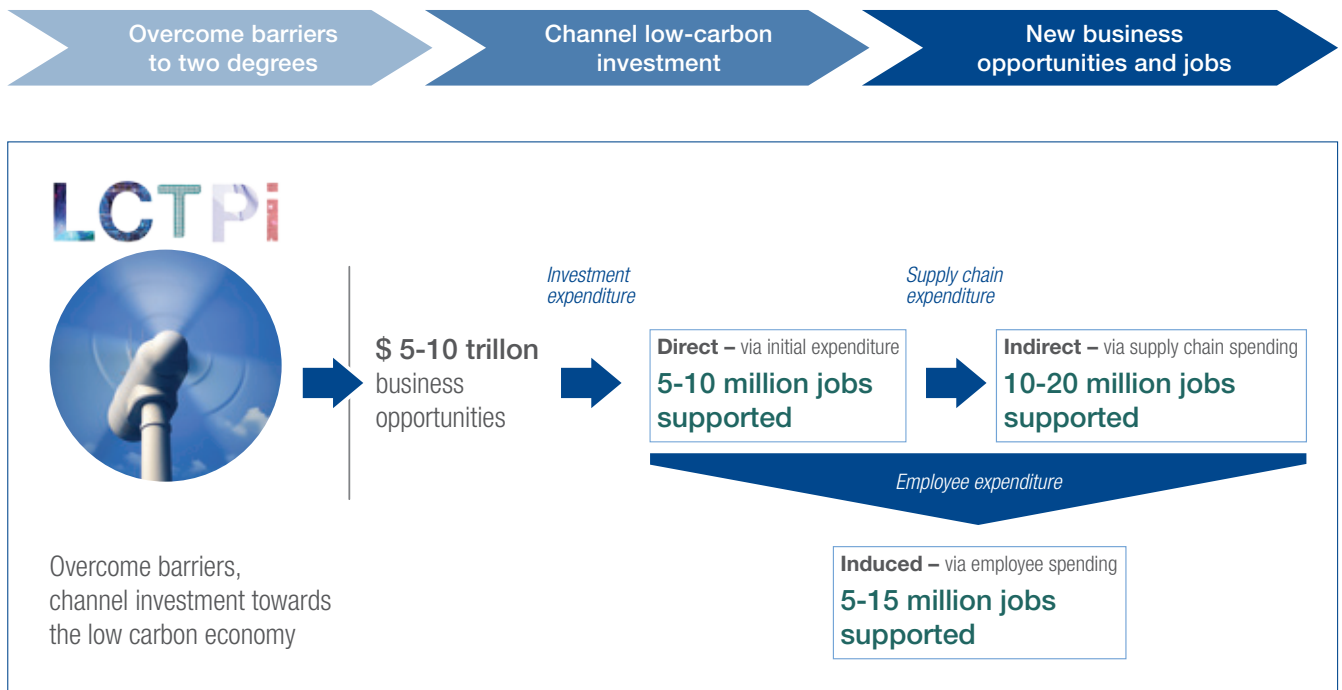 Overcome barriers
to two degrees
Channel low-carbon
investment
New business
opportunities and jobs
LCTPi
$ 5-10 trillon
business
opportunities
Investment
expenditure
Direct – via initial expenditure
5-10 million jobs
supported
Supply chain
expenditure
Indirect – via supply chain spending
10-20 million jobs
supported
Employee expenditure
Induced – via employee spending
5-15 million jobs
supported
Overcome barriers,
channel investment towards
the low carbon economy